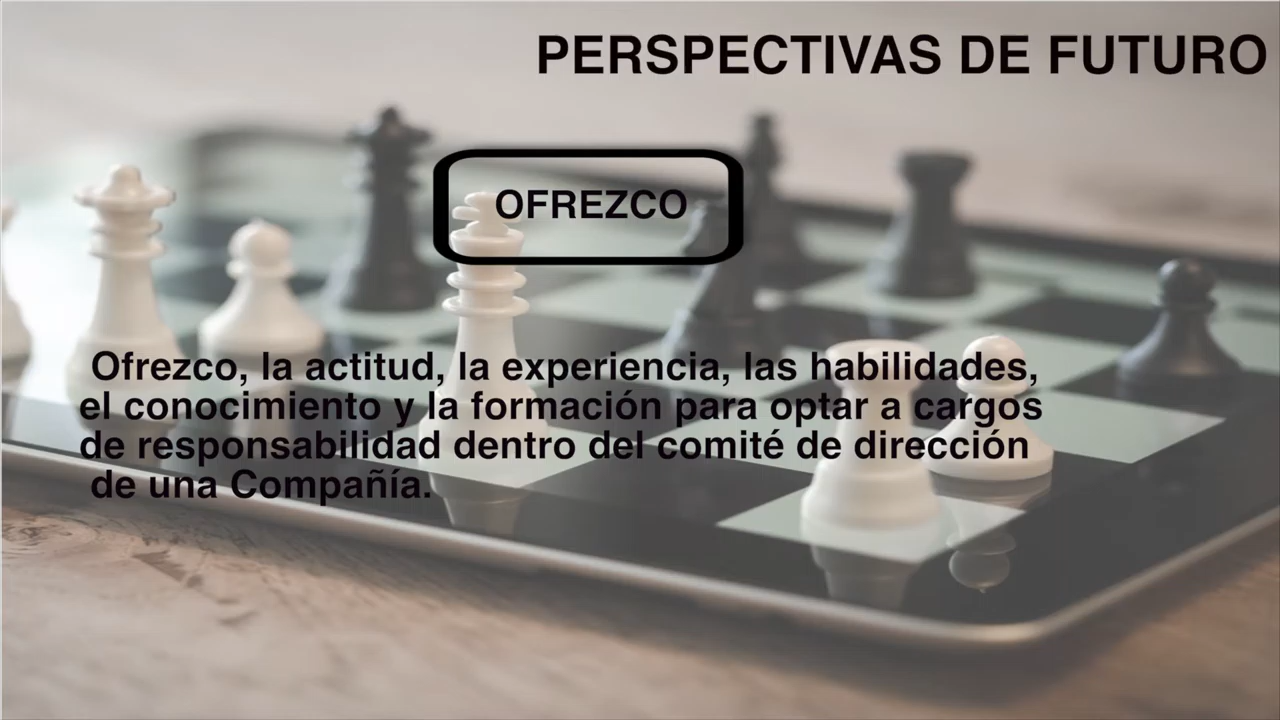 PERSPECTIVAS DE FUTURO
OFREZCO
Ofrezco, la actitud, la experiencia, las habilidades,
el conocimiento y la formación para optar a cargos
de responsabilidad dentro del comité de dirección
de una Compañía.